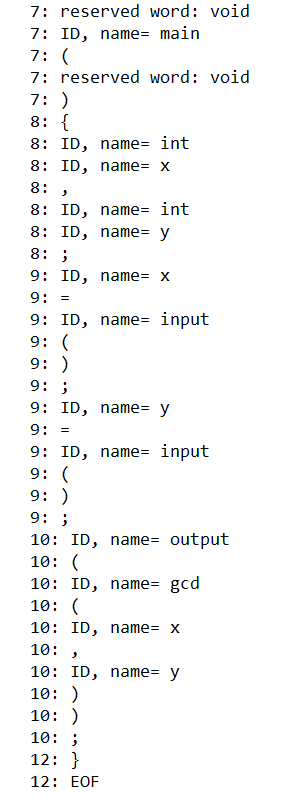 7: reserved word: void
7: ID, name= main
7: (
7: reserved word: void
7: )
8: {
8: ID, name= int
8: ID, name= x
8: ,
8: ID, name= int
8: ID, name= y
8: ;
9: ID, name= x
9: =
9: ID, name= input
9: (
9: )
9: ;
9: ID, name= y
9: =
9: ID, name= input
9: (
9: )
9: ;
10: ID, name= output
10: (
10: ID, name= gcd
10: (
10: ID, name= x
10: ,
10: ID, name= y
10: )
10: )
10: ;
12: }
12: EOF